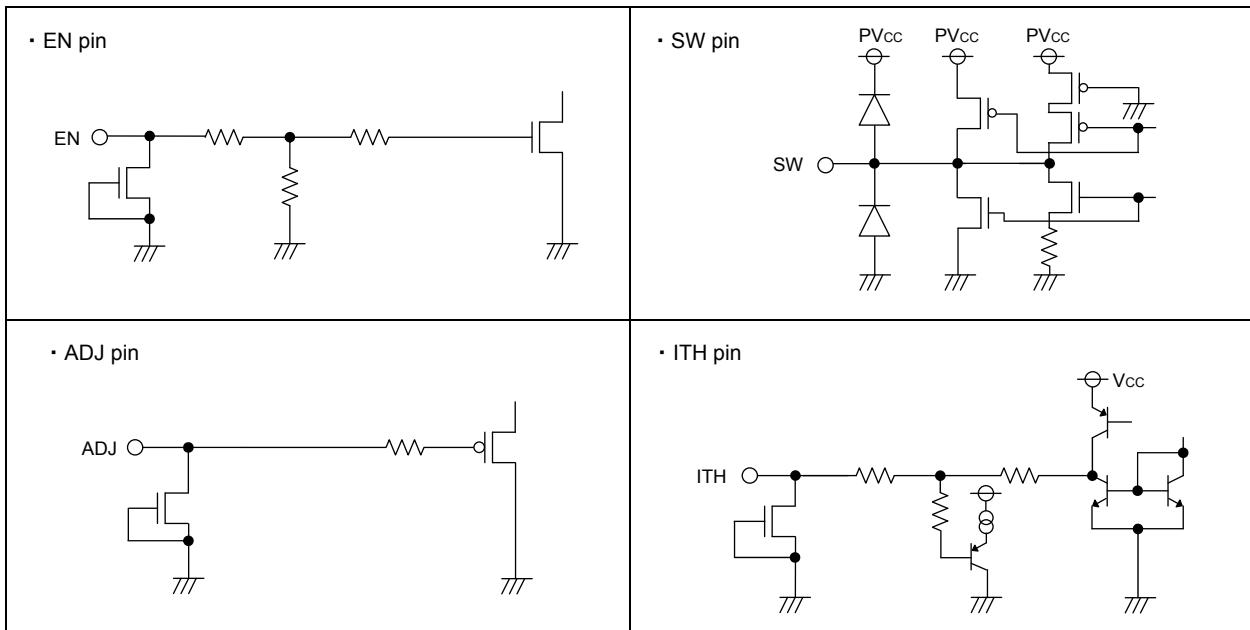 ・EN pin
EN
・SW pin
PVCC PVCC PVCC
SW
・ADJ pin
ADJ
・ITH pin
VCC
ITH